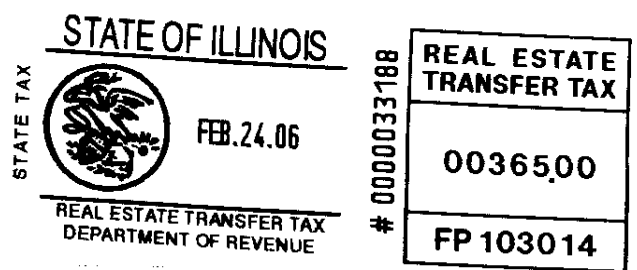 STATE OF ILLINOIS
STATE TAX
FEB.24.06
REAL ESTATE TRANSFER TAX
DEPARTMENT OF REVENUE
# 0000033188
REAL ESTATE
TRANSFER TAX
00365.00
FP 103014